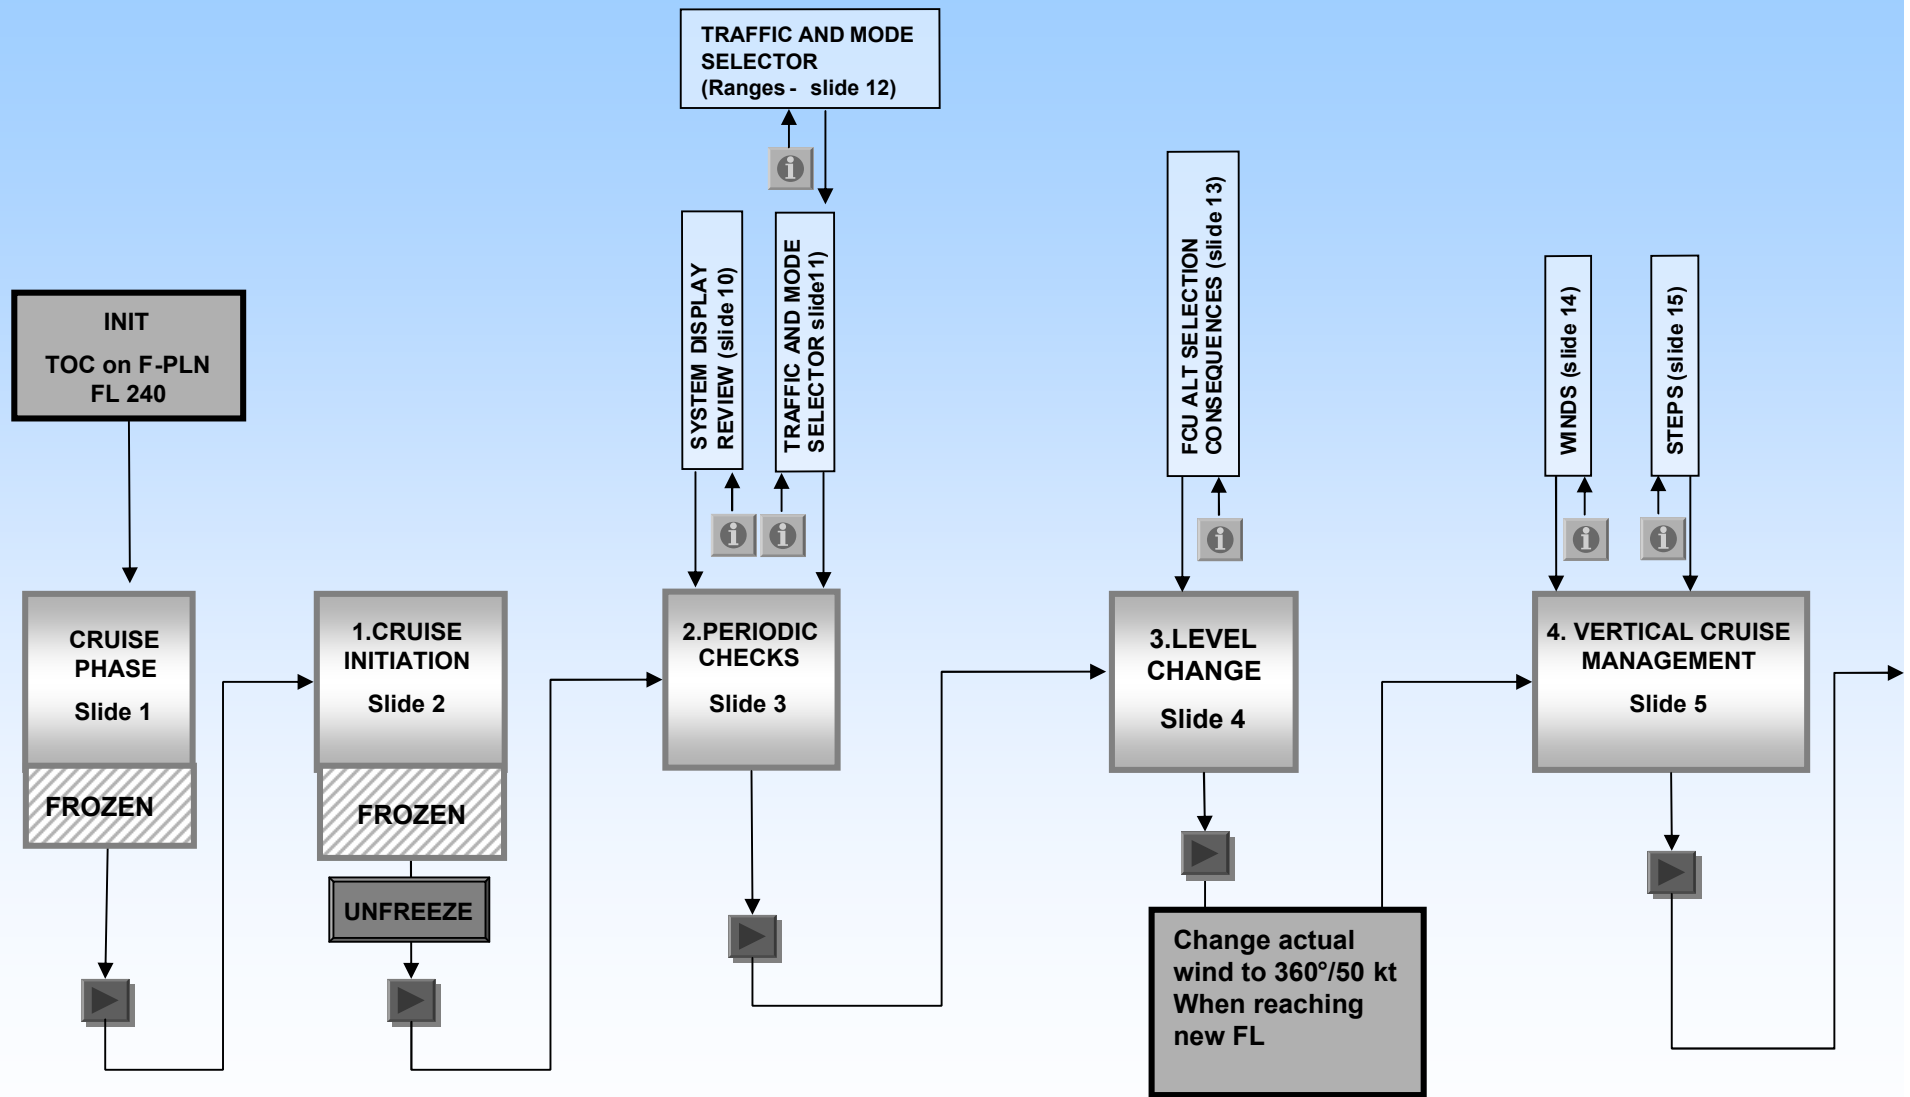 TRAFFIC AND MODE
SELECTOR
(Ranges - slide 12)
SYSTEM DISPLAY
REVIEW (slide 10)
TRAFFIC AND MODE
SELECTOR slide11)
FCU ALT SELECTION
CONSEQUENCES (slide 13)
WINDS (slide 14)
STEPS (slide 15)
INIT
TOC on F-PLN
FL 240
CRUISE
PHASE
Slide 1
FROZEN
1.CRUISE
INITIATION
Slide 2
FROZEN
UNFREEZE
2.PERIODIC
CHECKS
Slide 3
3.LEVEL
CHANGE
Slide 4
Change actual
wind to 360°/50 kt
When reaching
new FL
4. VERTICAL CRUISE
MANAGEMENT
Slide 5